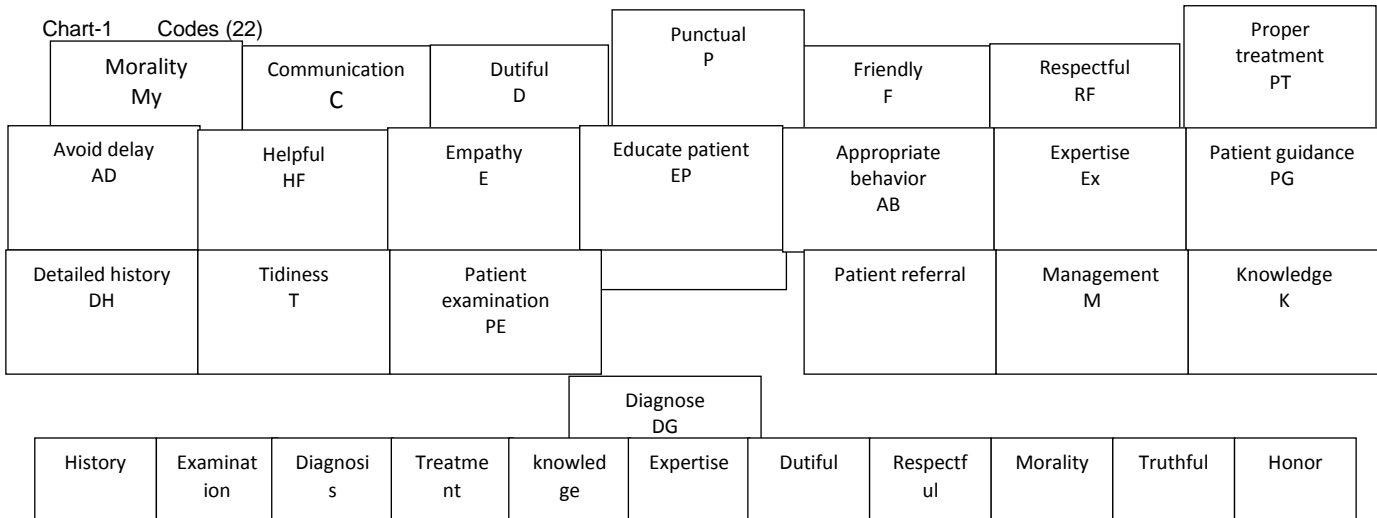 Chart-1 Codes (22)
Morality
My
Communication
C
Dutiful
D
Punctual
P
Friendly
F
Respectful
RF
Proper
treatment
PT
Avoid delay
AD
Helpful
HF
Empathy
E
Educate patient
EP
Appropriate
behavior
AB
Expertise
Ex
Patient guidance
PG
Detailed history
DH
Tidiness
T
Patient
examination
PE
Patient referral
Management
M
Knowledge
K
Diagnose
DG
History
Examinat
ion
Diagnosi
s
Treatme
nt
knowled
ge
Expertise
Dutiful
Respectf
ul
Morality
Truthful
Honor